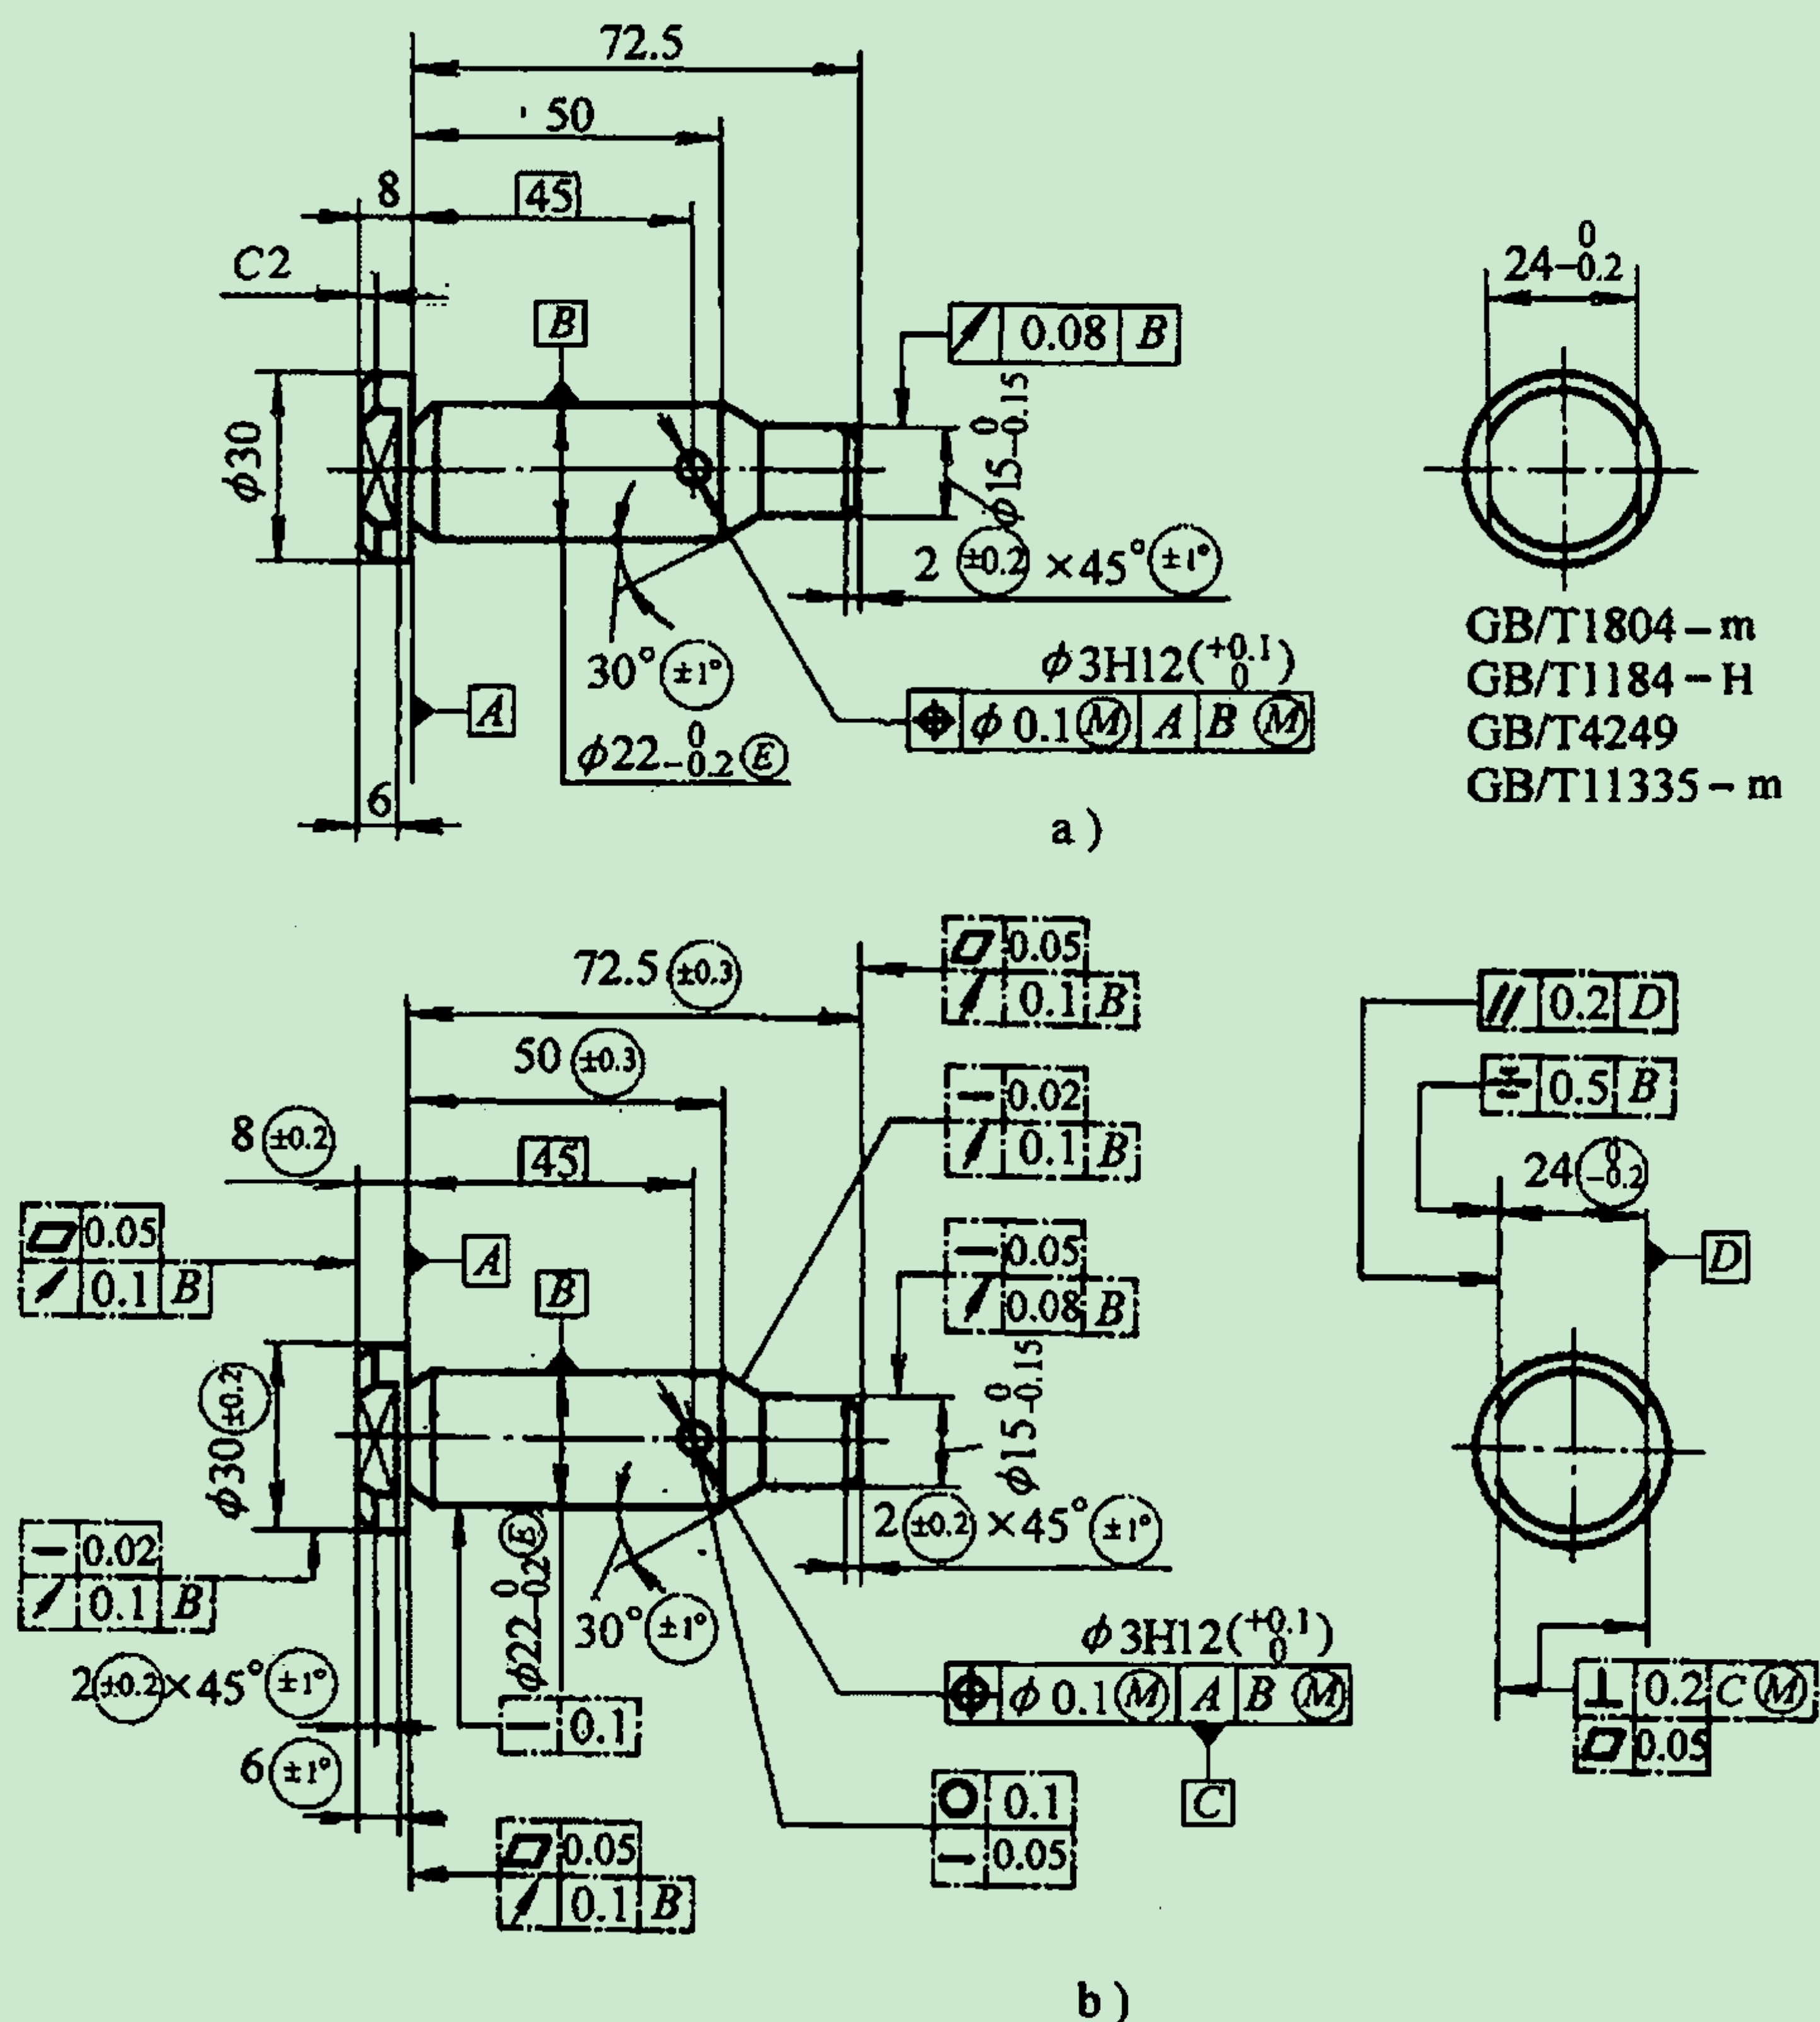 72.5
50
8
45
C2
24 0 -0.2
B
0.08 B
ϕ30
ϕ15 0 -0.15
2 ±0.2 ×45° ±1°
30° ±1°
A
ϕ22 0 -0.2 E
6
ϕ3H12(+0.1 0)
ϕ0.1 M A B M
GB/T1804-m
GB/T1184-H
GB/T4249
GB/T11335-m
a)
72.5 ±0.3
0.05
0.1 B
50 ±0.3
0.02
0.1 B
// 0.2 D
0.5 B
8 ±0.2
45
24 0 -0.2
0.05
0.1 B
A
B
0.05
0.08 B
D
ϕ30 ±0.2
ϕ15 0 -0.15
0.02
0.1 B
ϕ22 0 -0.2 E
30° ±1°
2 ±0.2 ×45° ±1°
2 ±0.2 ×45° ±1°
0.1
6 ±1°
ϕ3H12(+0.1 0)
ϕ0.1 M A B M
C
0.2 C M
0.05
0.1
0.05
0.05
0.1 B
b)